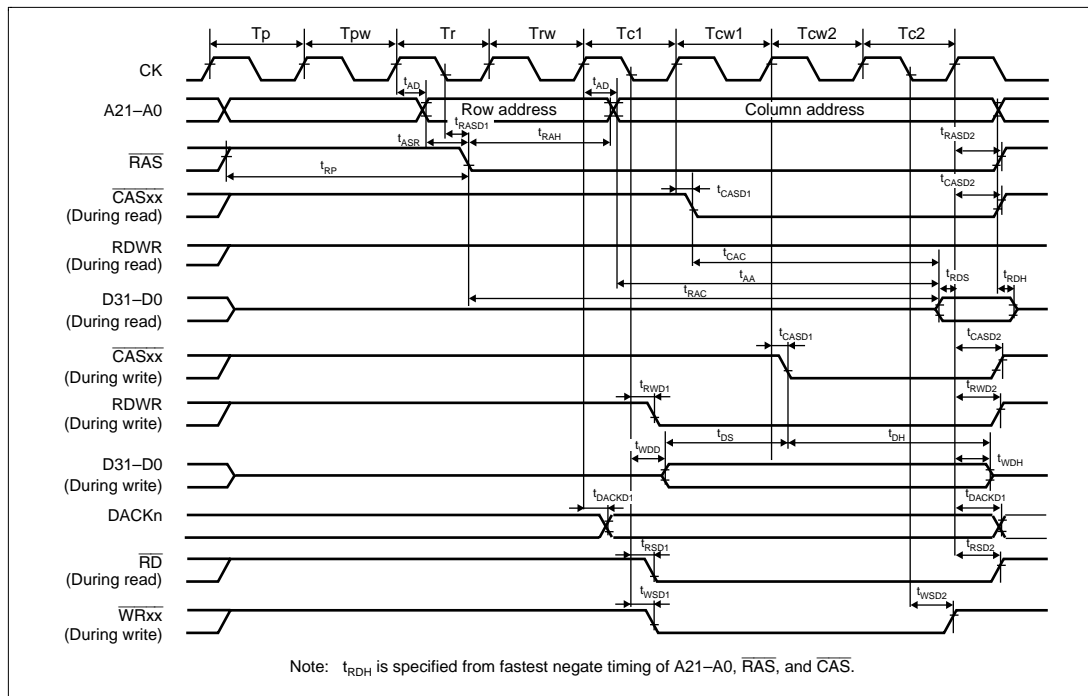 Tp Tpw Tr Trw Tc1 Tcw1 Tcw2 Tc2
CK
tAD tAD
A21–A0 Row address Column address
tRASD1
tASR tRAH tRASD2
RAS
tRP
CASxx tCASD1 tCASD2
(During read)
RDWR
(During read) tCAC
tAA tRDS tRDH
tRAC
D31–D0
(During read)
tCASD1 tCASD2
CASxx
(During write)
tRWD1 tRWD2
RDWR
(During write)
tDS tDH
tWDD tWDH
D31–D0
(During write)
tDACKD1 tDACKD1
DACKn
tRSD1 tRSD2
RD
(During read)
tWSD1 tWSD2
WRxx
(During write)
Note: tRDH is specified from fastest negate timing of A21–A0, RAS, and CAS.